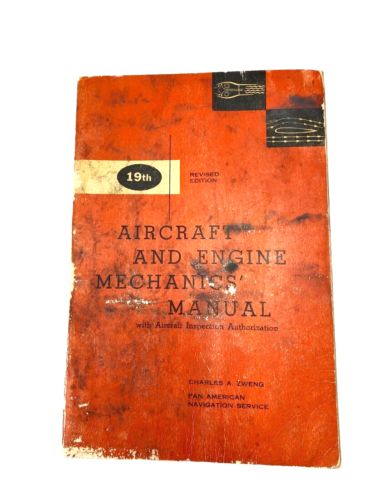 19th
REVISED
EDITION
AIRCRAFT
AND ENGINE
MECHANICS'
MANUAL
with Aircraft Inspection Authorization
CHARLES A. ZWENG
PAN AMERICAN
NAVIGATION SERVICE